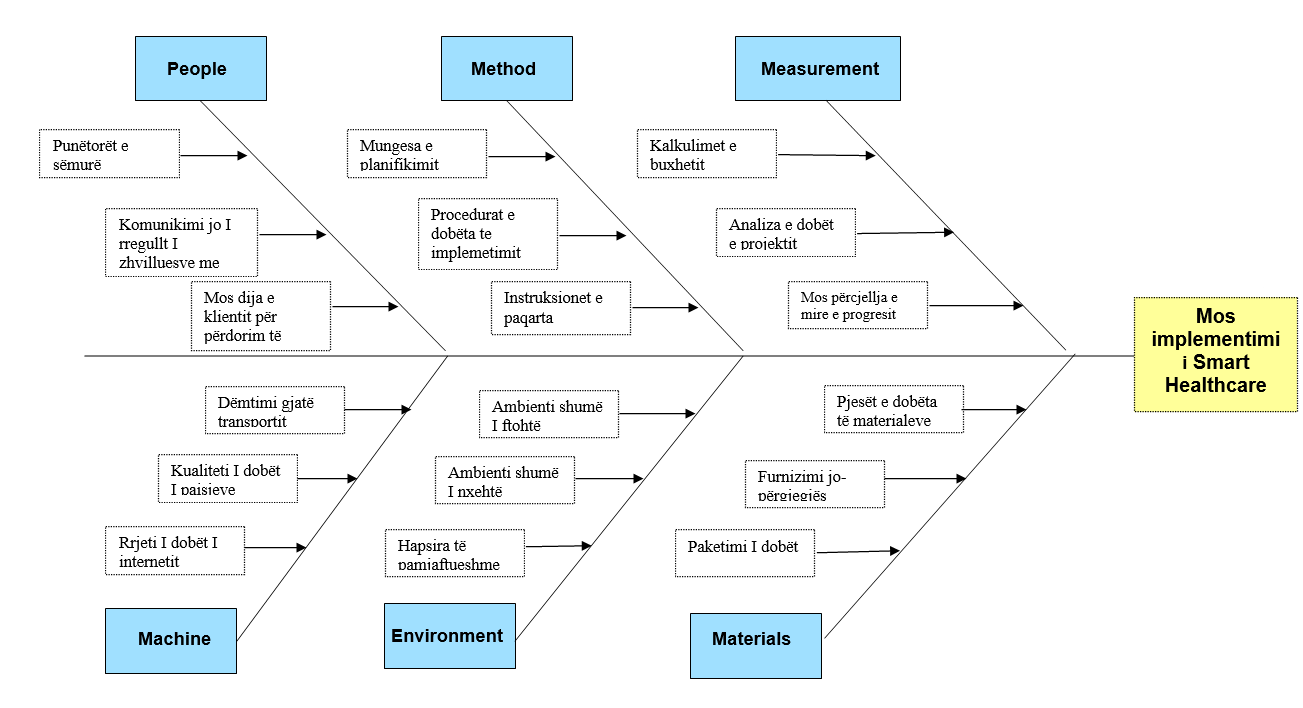 People
Method
Measurement
Punëtorët e
sëmurë
Mungesa e
planifikimit
Kalkulimet e
buxhetit
Komunikimi jo I
rregullt I
zhvilluesve me
Procedurat e
dobëta te
implemetimit
Analiza e dobët
e projektit
Mos dija e
klientit për
përdorim të
Instruksionet e
paqarta
Mos përcjellja e
mire e progresit
Mos
implementimi
i Smart
Healthcare
Dëmtimi gjatë
transportit
Ambienti shumë
I ftohtë
Pjesët e dobëta
të materialeve
Kualiteti I dobët
I paisjeve
Ambienti shumë
I nxehtë
Furnizimi jo-
përgjegjës
Rrjeti I dobët I
internetit
Hapsira të
pamjaftueshme
Paketimi I dobët
Machine
Environment
Materials